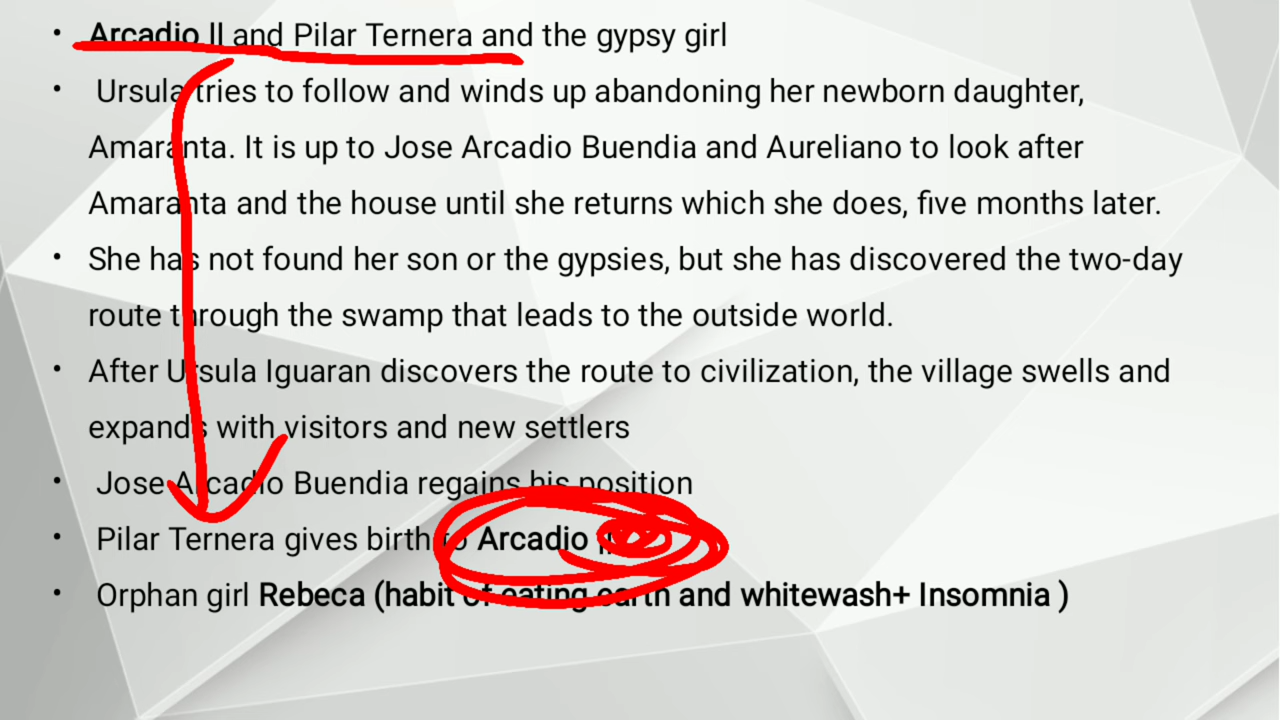 • Arcadio II and Pilar Ternera and the gypsy girl
• Ursula tries to follow and winds up abandoning her newborn daughter,
Amaranta. It is up to Jose Arcadio Buendia and Aureliano to look after
Amaranta and the house until she returns which she does, five months later.
• She has not found her son or the gypsies, but she has discovered the two-day
route through the swamp that leads to the outside world.
• After Ursula Iguaran discovers the route to civilization, the village swells and
expands with visitors and new settlers
• Jose Arcadio Buendia regains his position
• Pilar Ternera gives birth to Arcadio
• Orphan girl Rebeca (habit of eating earth and whitewash+ Insomnia )